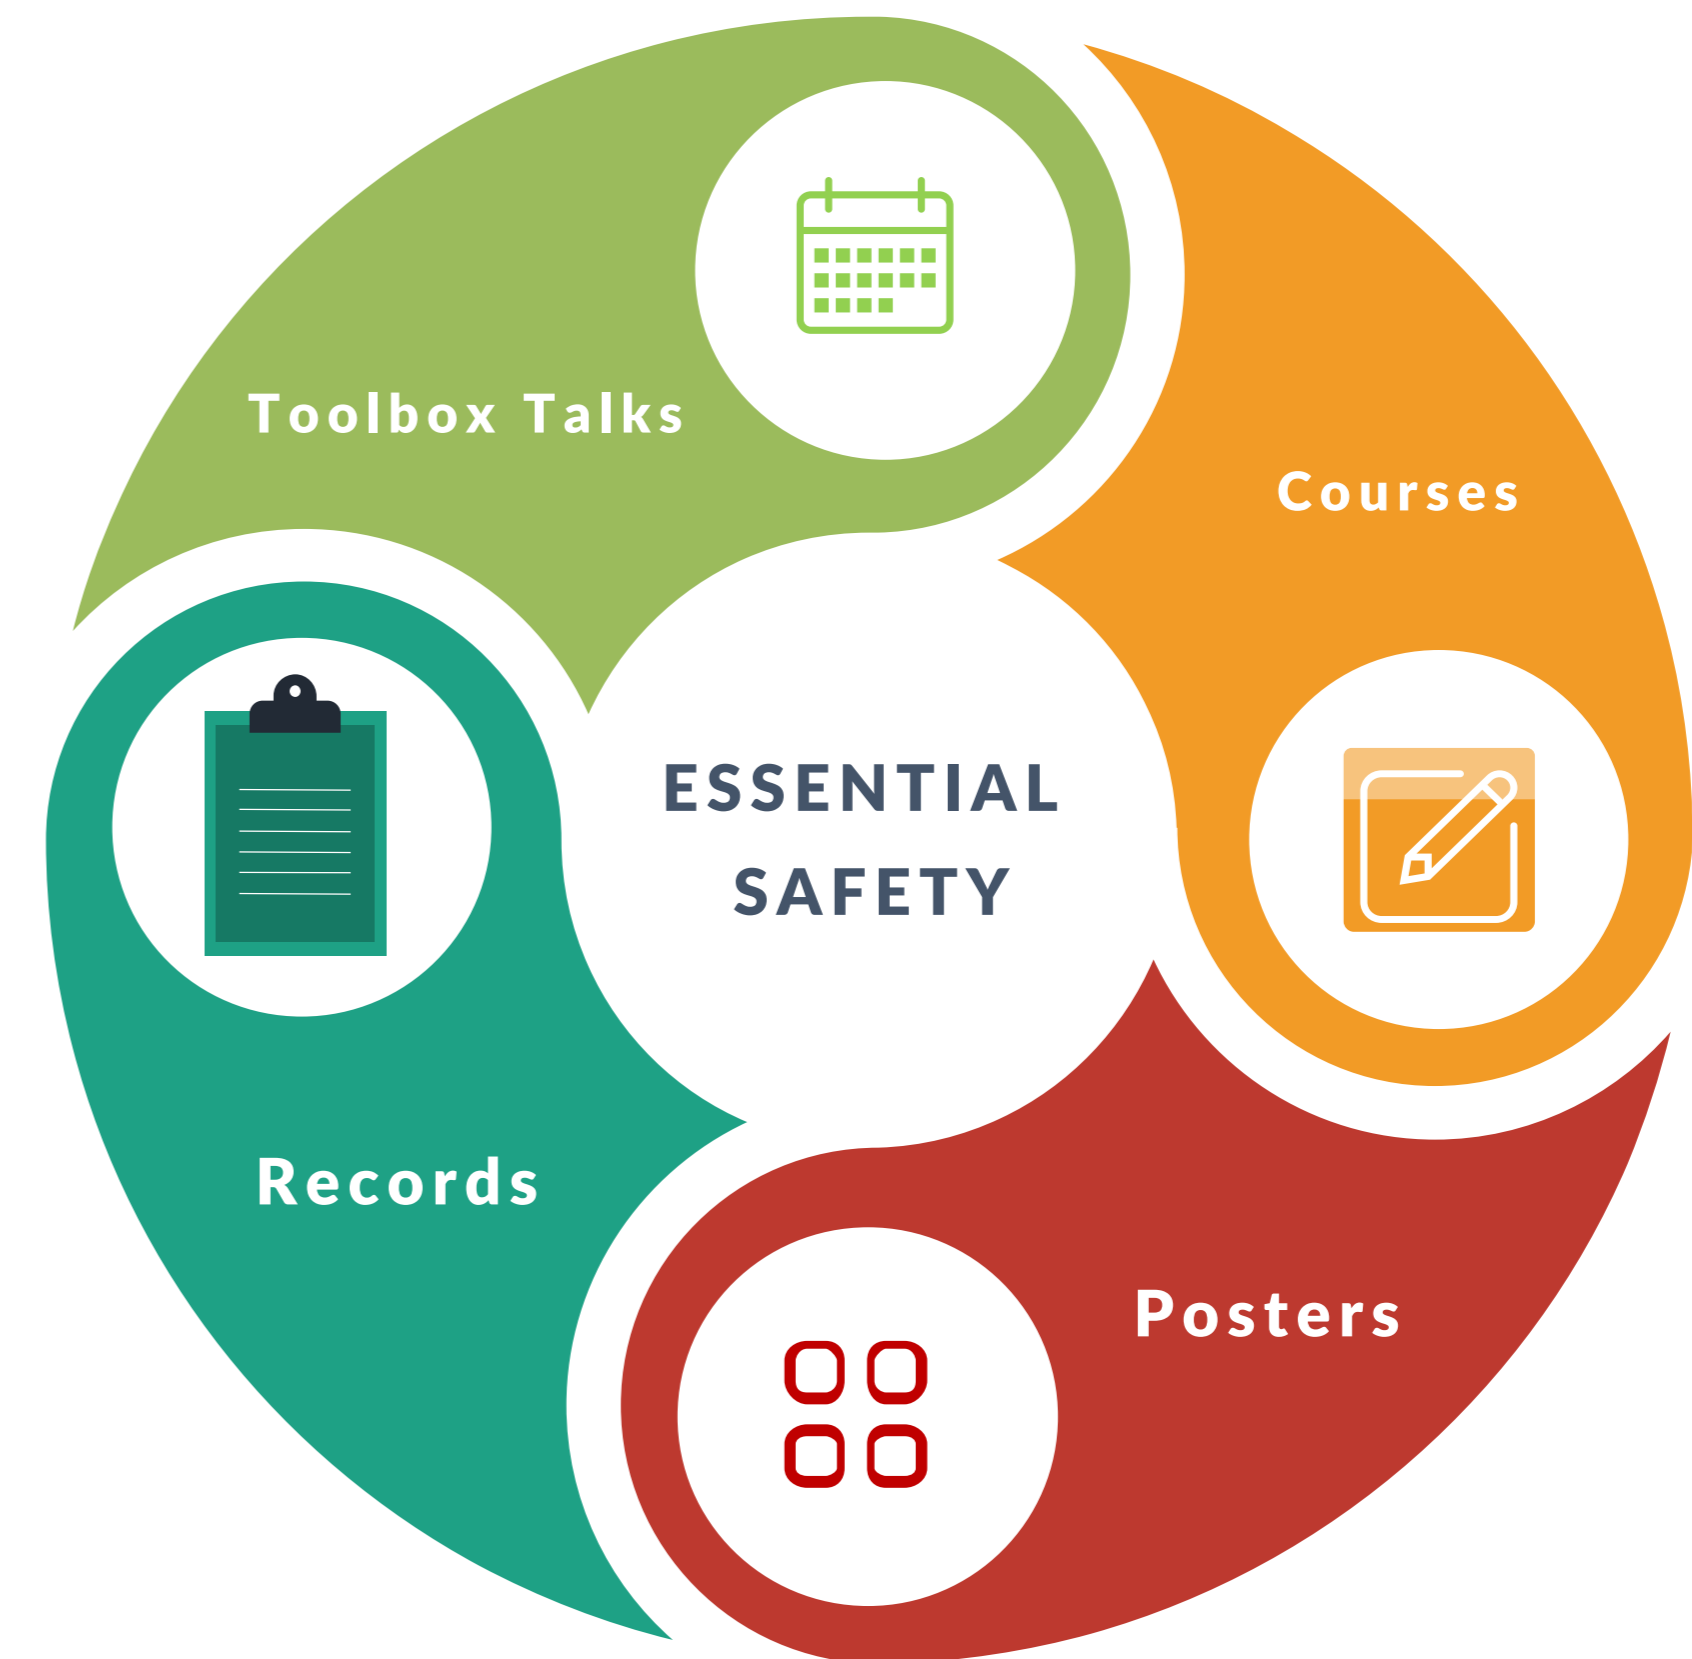 Toolbox Talks
Courses
ESSENTIAL
SAFETY
Records
Posters